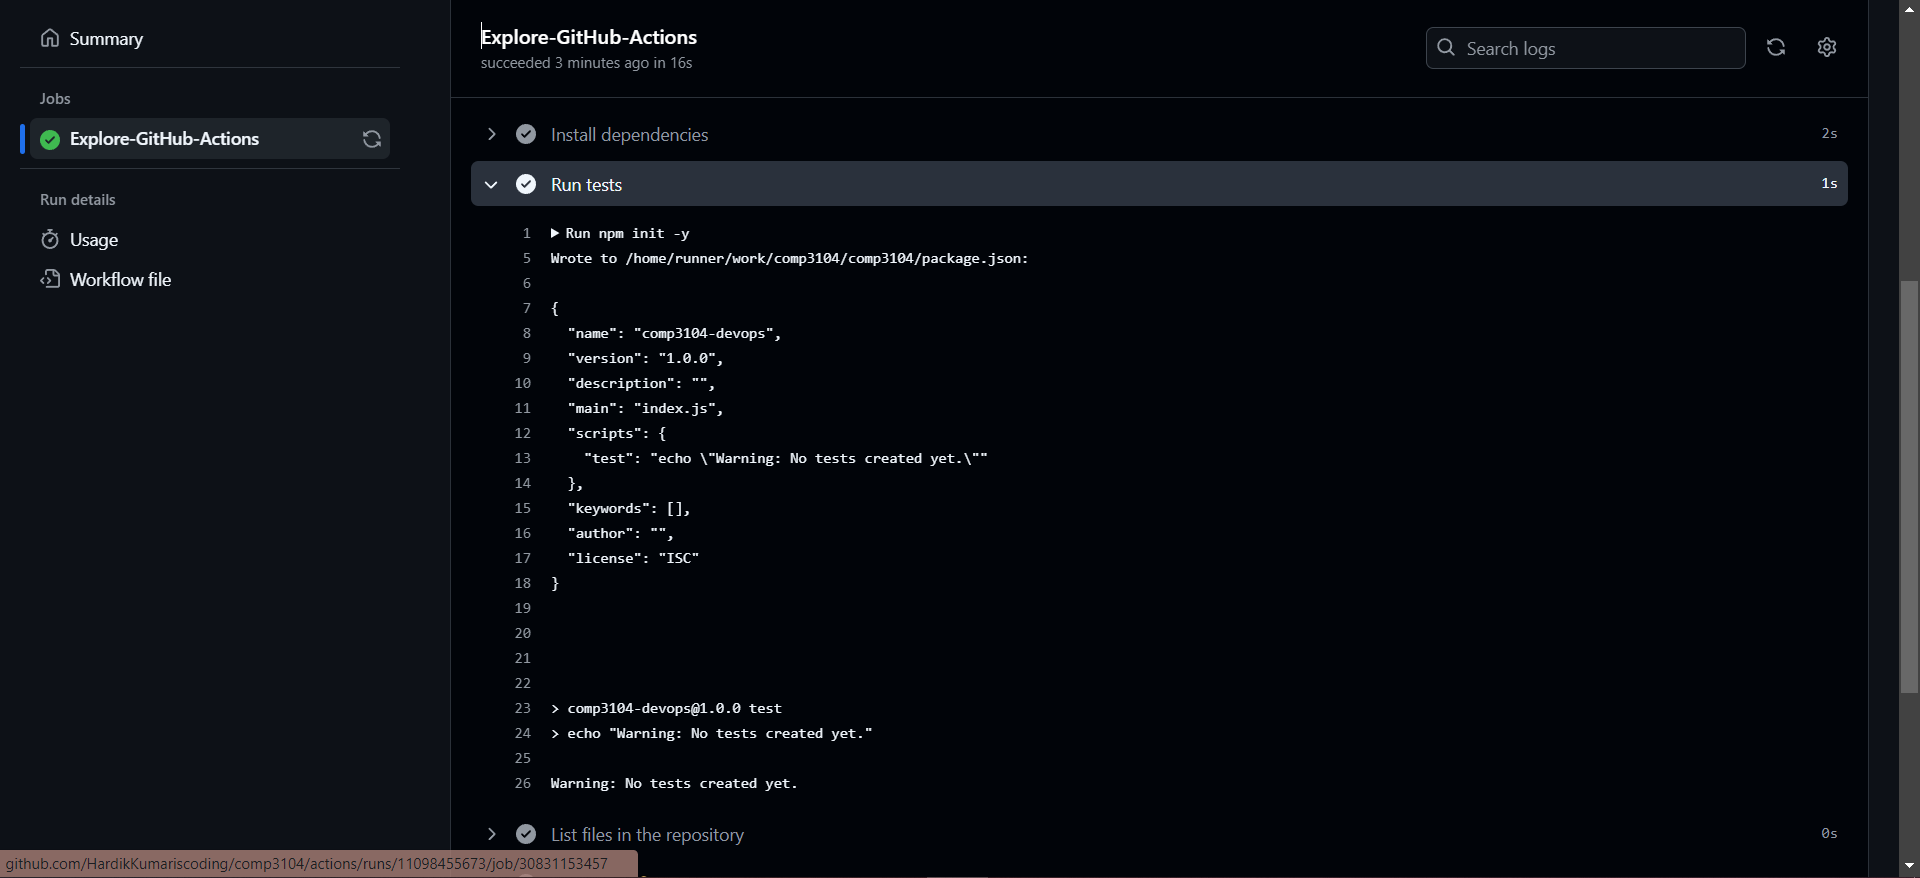 Summary
Jobs
Explore-GitHub-Actions
Run details
Usage
Workflow file
Explore-GitHub-Actions
succeeded 3 minutes ago in 16s
Search logs
Install dependencies 2s
Run tests 1s
1 ▶ Run npm init -y
5 Wrote to /home/runner/work/comp3104/comp3104/package.json:
6
7 {
8   "name": "comp3104-devops",
9   "version": "1.0.0",
10   "description": "",
11   "main": "index.js",
12   "scripts": {
13     "test": "echo \"Warning: No tests created yet.\""
14   },
15   "keywords": [],
16   "author": "",
17   "license": "ISC"
18 }
19
20
21
22
23 > comp3104-devops@1.0.0 test
24 > echo "Warning: No tests created yet."
25
26 Warning: No tests created yet.
List files in the repository 0s
github.com/HardikKumariscoding/comp3104/actions/runs/11098455673/job/30831153457